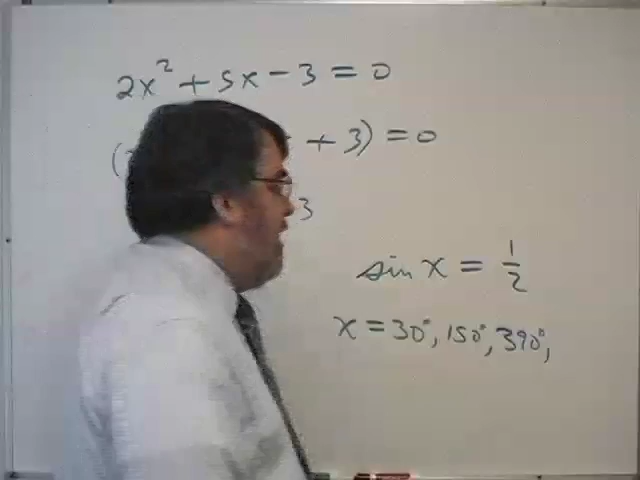 2x² + 5x - 3 = 0
( + 3) = 0
3
sin x = 1/2
x = 30°, 150°, 390°,